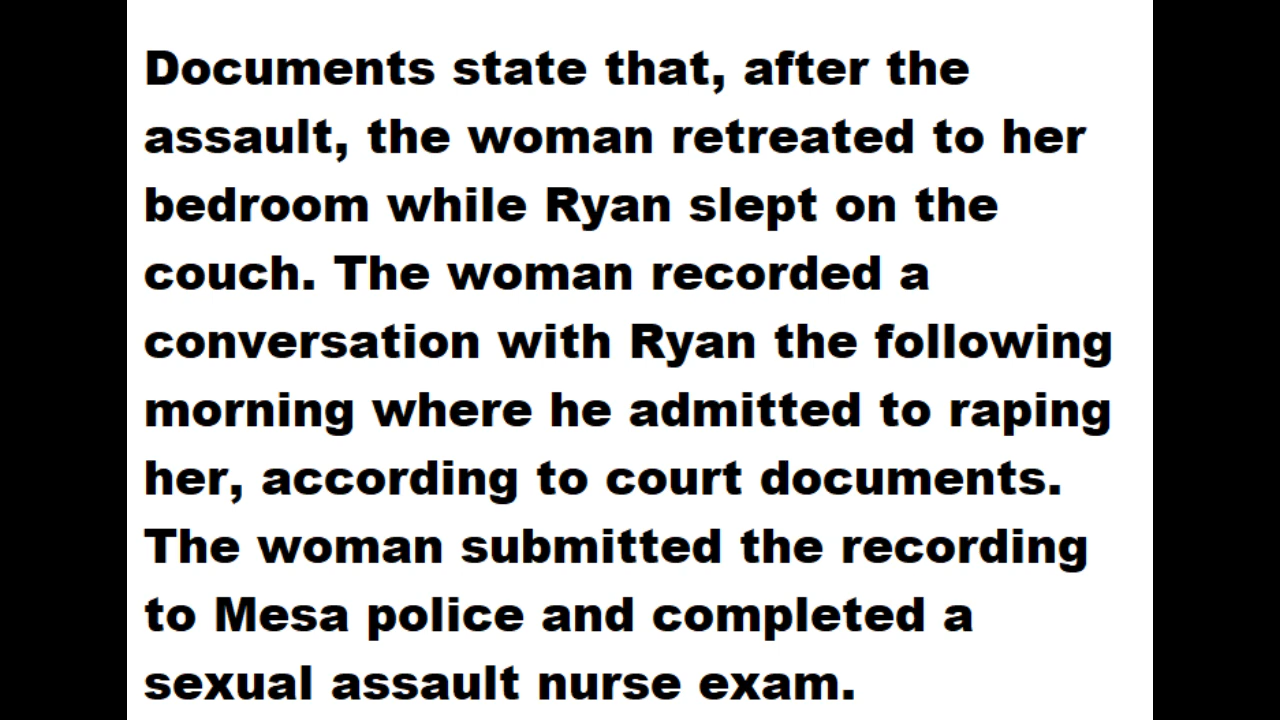 Documents state that, after the
assault, the woman retreated to her
bedroom while Ryan slept on the
couch. The woman recorded a
conversation with Ryan the following
morning where he admitted to raping
her, according to court documents.
The woman submitted the recording
to Mesa police and completed a
sexual assault nurse exam.